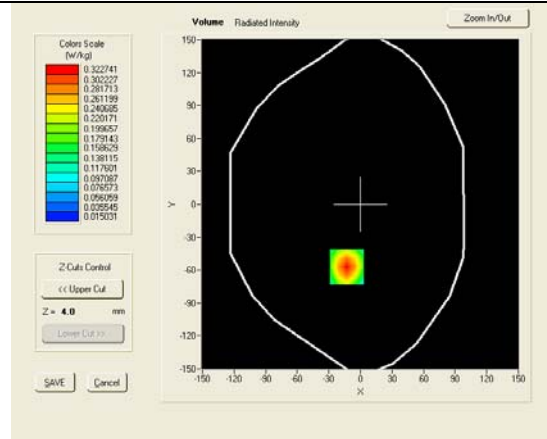 Volume Radiated Intensity
Zoom In/Out
Colors Scale
(W/kg)
0.322741
0.302227
0.281713
0.261199
0.240685
0.220171
0.199657
0.179143
0.158629
0.138115
0.117601
0.097087
0.076573
0.056059
0.035545
0.015031
Z-Cuts Control
<< Upper Cut
Z = 4.0 mm
Lower Cut >>
SAVE Cancel
150
120
90
60
30
0
-30
-60
-90
-120
-150
Y
-150 -120 -90 -60 -30 0 30 60 90 120 150
X